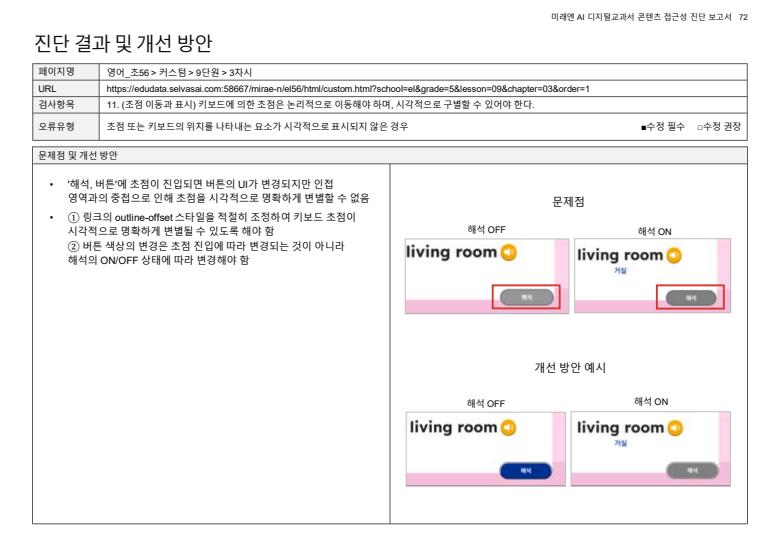 미래엔 AI 디지털교과서 콘텐츠 접근성 진단 보고서 72
진단 결과 및 개선 방안
페이지명 영어_초56 > 커스텀 > 9단원 > 3차시
URL https://edudata.selvasai.com:58667/mirae-n/el56/html/custom.html?school=el&grade=5&lesson=09&chapter=03&order=1
검사항목 11. (초점 이동과 표시) 키보드에 의한 초점은 논리적으로 이동해야 하며, 시각적으로 구별할 수 있어야 한다.
오류유형 초점 또는 키보드의 위치를 나타내는 요소가 시각적으로 표시되지 않은 경우 ■수정 필수 □수정 권장
문제점 및 개선 방안
• '해석, 버튼'에 초점이 진입되면 버튼의 UI가 변경되지만 인접
영역과의 중첩으로 인해 초점을 시각적으로 명확하게 변별할 수 없음
• ① 링크의 outline-offset 스타일을 적절히 조정하여 키보드 초점이
시각적으로 명확하게 변별될 수 있도록 해야 함
② 버튼 색상의 변경은 초점 진입에 따라 변경되는 것이 아니라
해석의 ON/OFF 상태에 따라 변경해야 함
문제점
해석 OFF
living room
해석
해석 ON
living room
거실
해석
개선 방안 예시
해석 OFF
living room
해석
해석 ON
living room
거실
해석